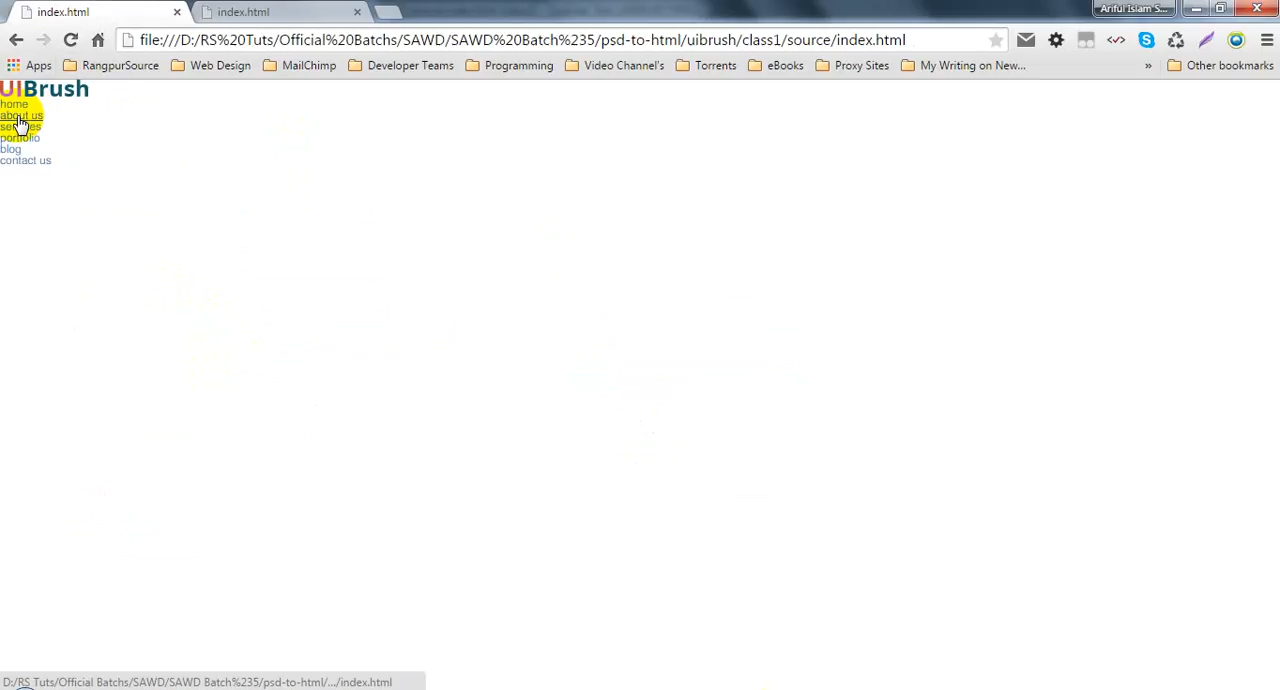 index.html
index.html
Ariful Islam S...
file:///D:/RS%20Tuts/Official%20Batchs/SAWD/SAWD%20Batch%235/psd-to-html/uibrush/class1/source/index.html
Apps RangpurSource Web Design MailChimp Developer Teams Programming Video Channel's Torrents eBooks Proxy Sites My Writing on New... » Other bookmarks
UIBrush
home
about us
services
portfolio
blog
contact us
D:/RS Tuts/Official Batchs/SAWD/SAWD Batch%235/psd-to-html/.../index.html